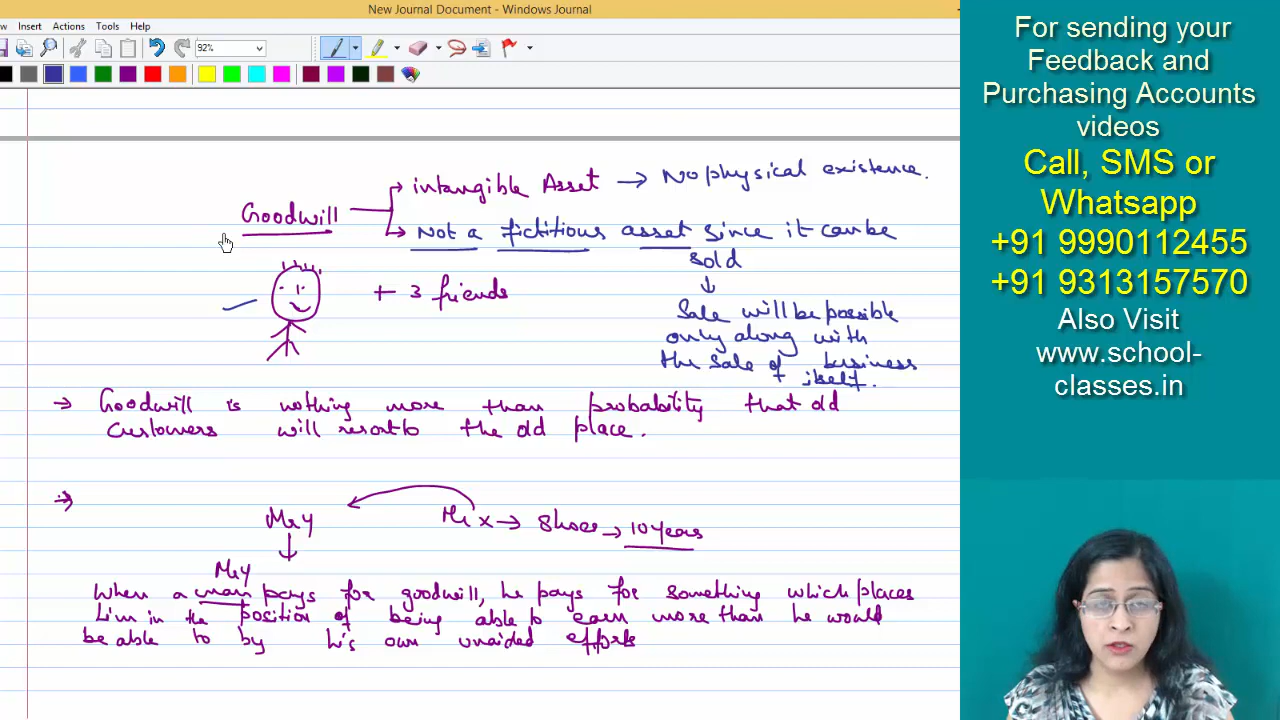 New Journal Document - Windows Journal
Insert Actions Tools Help
92%
intangible Asset → No physical existence.
Goodwill
Not a fictitious asset since it can be
sold
+ 3 friends
Sale will be possible
only along with
the sale of business
itself.
→ Goodwill is nothing more than probability that old
customers will resort to the old place.
→
Mr Y Mr X → Shoes → 10 years
Mr Y
When a man pays for goodwill, he pays for something which places
him in the position of being able to earn more than he would
be able to by his own unaided efforts
For sending your
Feedback and
Purchasing Accounts
videos
Call, SMS or
Whatsapp
+91 9990112455
+91 9313157570
Also Visit
www.school-
classes.in